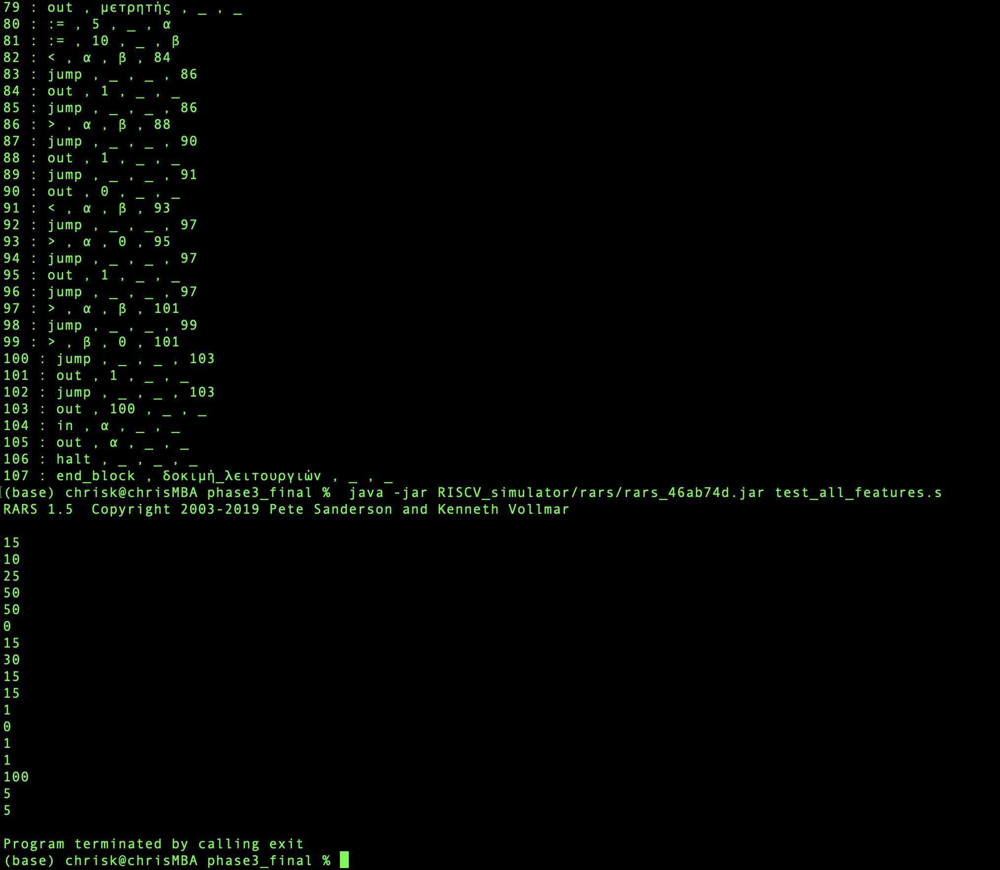 79 : out , μετρητής , _ , _
80 : := , 5 , _ , α
81 : := , 10 , _ , β
82 : < , α , β , 84
83 : jump , _ , _ , 86
84 : out , 1 , _ , _
85 : jump , _ , _ , 86
86 : > , α , β , 88
87 : jump , _ , _ , 90
88 : out , 1 , _ , _
89 : jump , _ , _ , 91
90 : out , 0 , _ , _
91 : < , α , β , 93
92 : jump , _ , _ , 97
93 : > , α , 0 , 95
94 : jump , _ , _ , 97
95 : out , 1 , _ , _
96 : jump , _ , _ , 97
97 : > , α , β , 101
98 : jump , _ , _ , 99
99 : > , β , 0 , 101
100 : jump , _ , _ , 103
101 : out , 1 , _ , _
102 : jump , _ , _ , 103
103 : out , 100 , _ , _
104 : in , α , _ , _
105 : out , α , _ , _
106 : halt , _ , _ , _
107 : end_block , δοκιμή_λειτουργιών , _ , _
(base) chrisk@chrisMBA phase3_final %  java -jar RISCV_simulator/rars/rars_46ab74d.jar test_all_features.s
RARS 1.5  Copyright 2003-2019 Pete Sanderson and Kenneth Vollmar
15
10
25
50
50
0
15
30
15
15
1
0
1
1
100
5
5
Program terminated by calling exit
(base) chrisk@chrisMBA phase3_final %